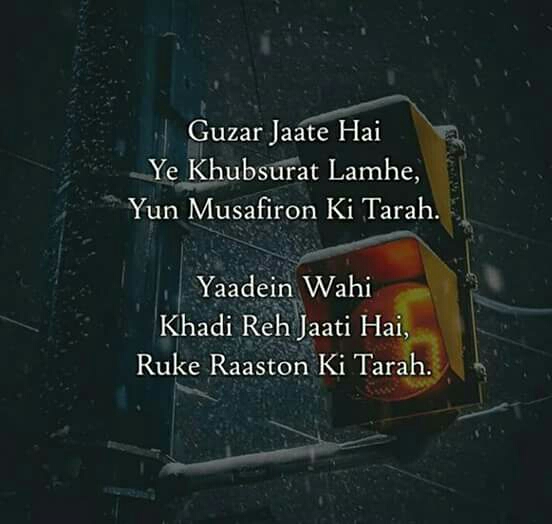 Guzar Jaate Hai
Ye Khubsurat Lamhe,
Yun Musafiron Ki Tarah.
Yaadein Wahi
Khadi Reh Jaati Hai,
Ruke Raaston Ki Tarah.